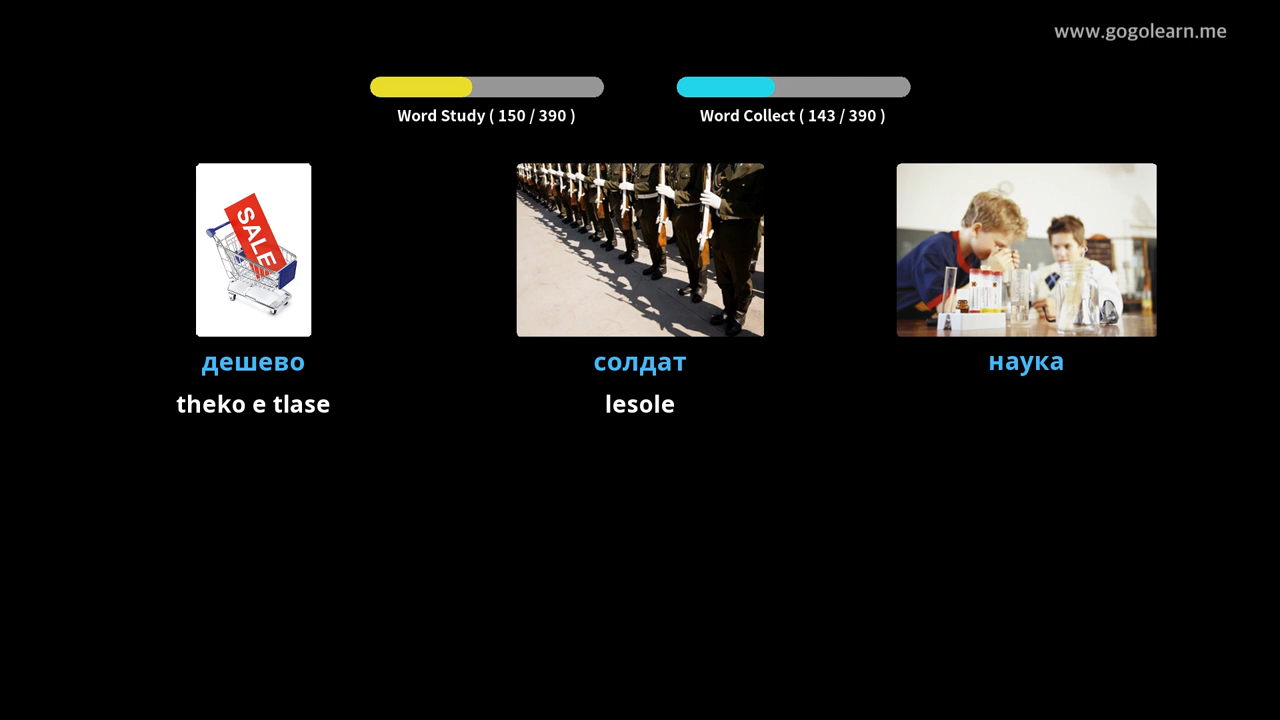 www.gogolearn.me
Word Study ( 150 / 390 )
Word Collect ( 143 / 390 )
SALE
дешево
солдат
наука
theko e tlase
lesole